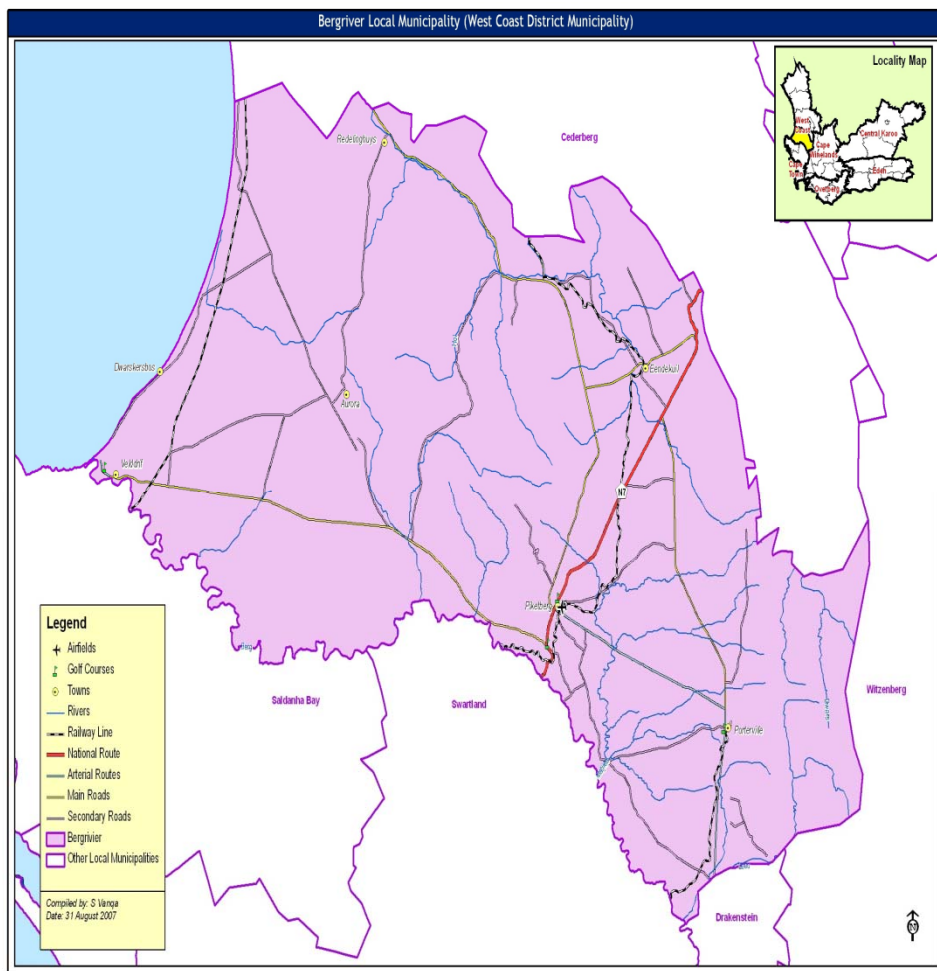 Bergriver Local Municipality (West Coast District Municipality)
Locality Map
West
Coast
Central Karoo
Cape
Winelands
Cape
Town
Eden
Overberg
Cederberg
Redelinghuys
Dwarskersbos
Aurora
Eendekuil
Velddrif
N7
Piketberg
Porterville
Berg
Saldanha Bay
Swartland
Witzenberg
Drakenstein
Legend
Airfields
Golf Courses
Towns
Rivers
Railway Line
National Route
Arterial Routes
Main Roads
Secondary Roads
Bergrivier
Other Local Municipalities
Compiled by: S Vanqa
Date: 31 August 2007
N